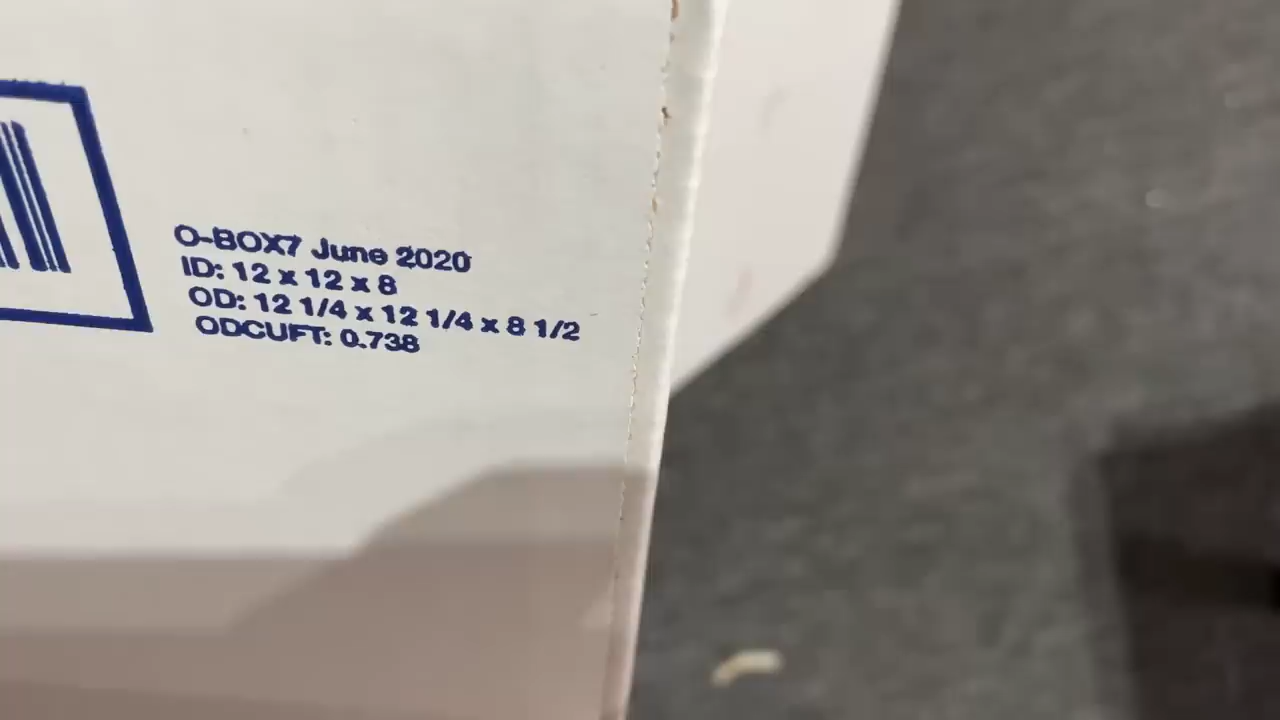 O-BOX7 June 2020
ID: 12 x 12 x 8
OD: 12 1/4 x 12 1/4 x 8 1/2
ODCUFT: 0.738